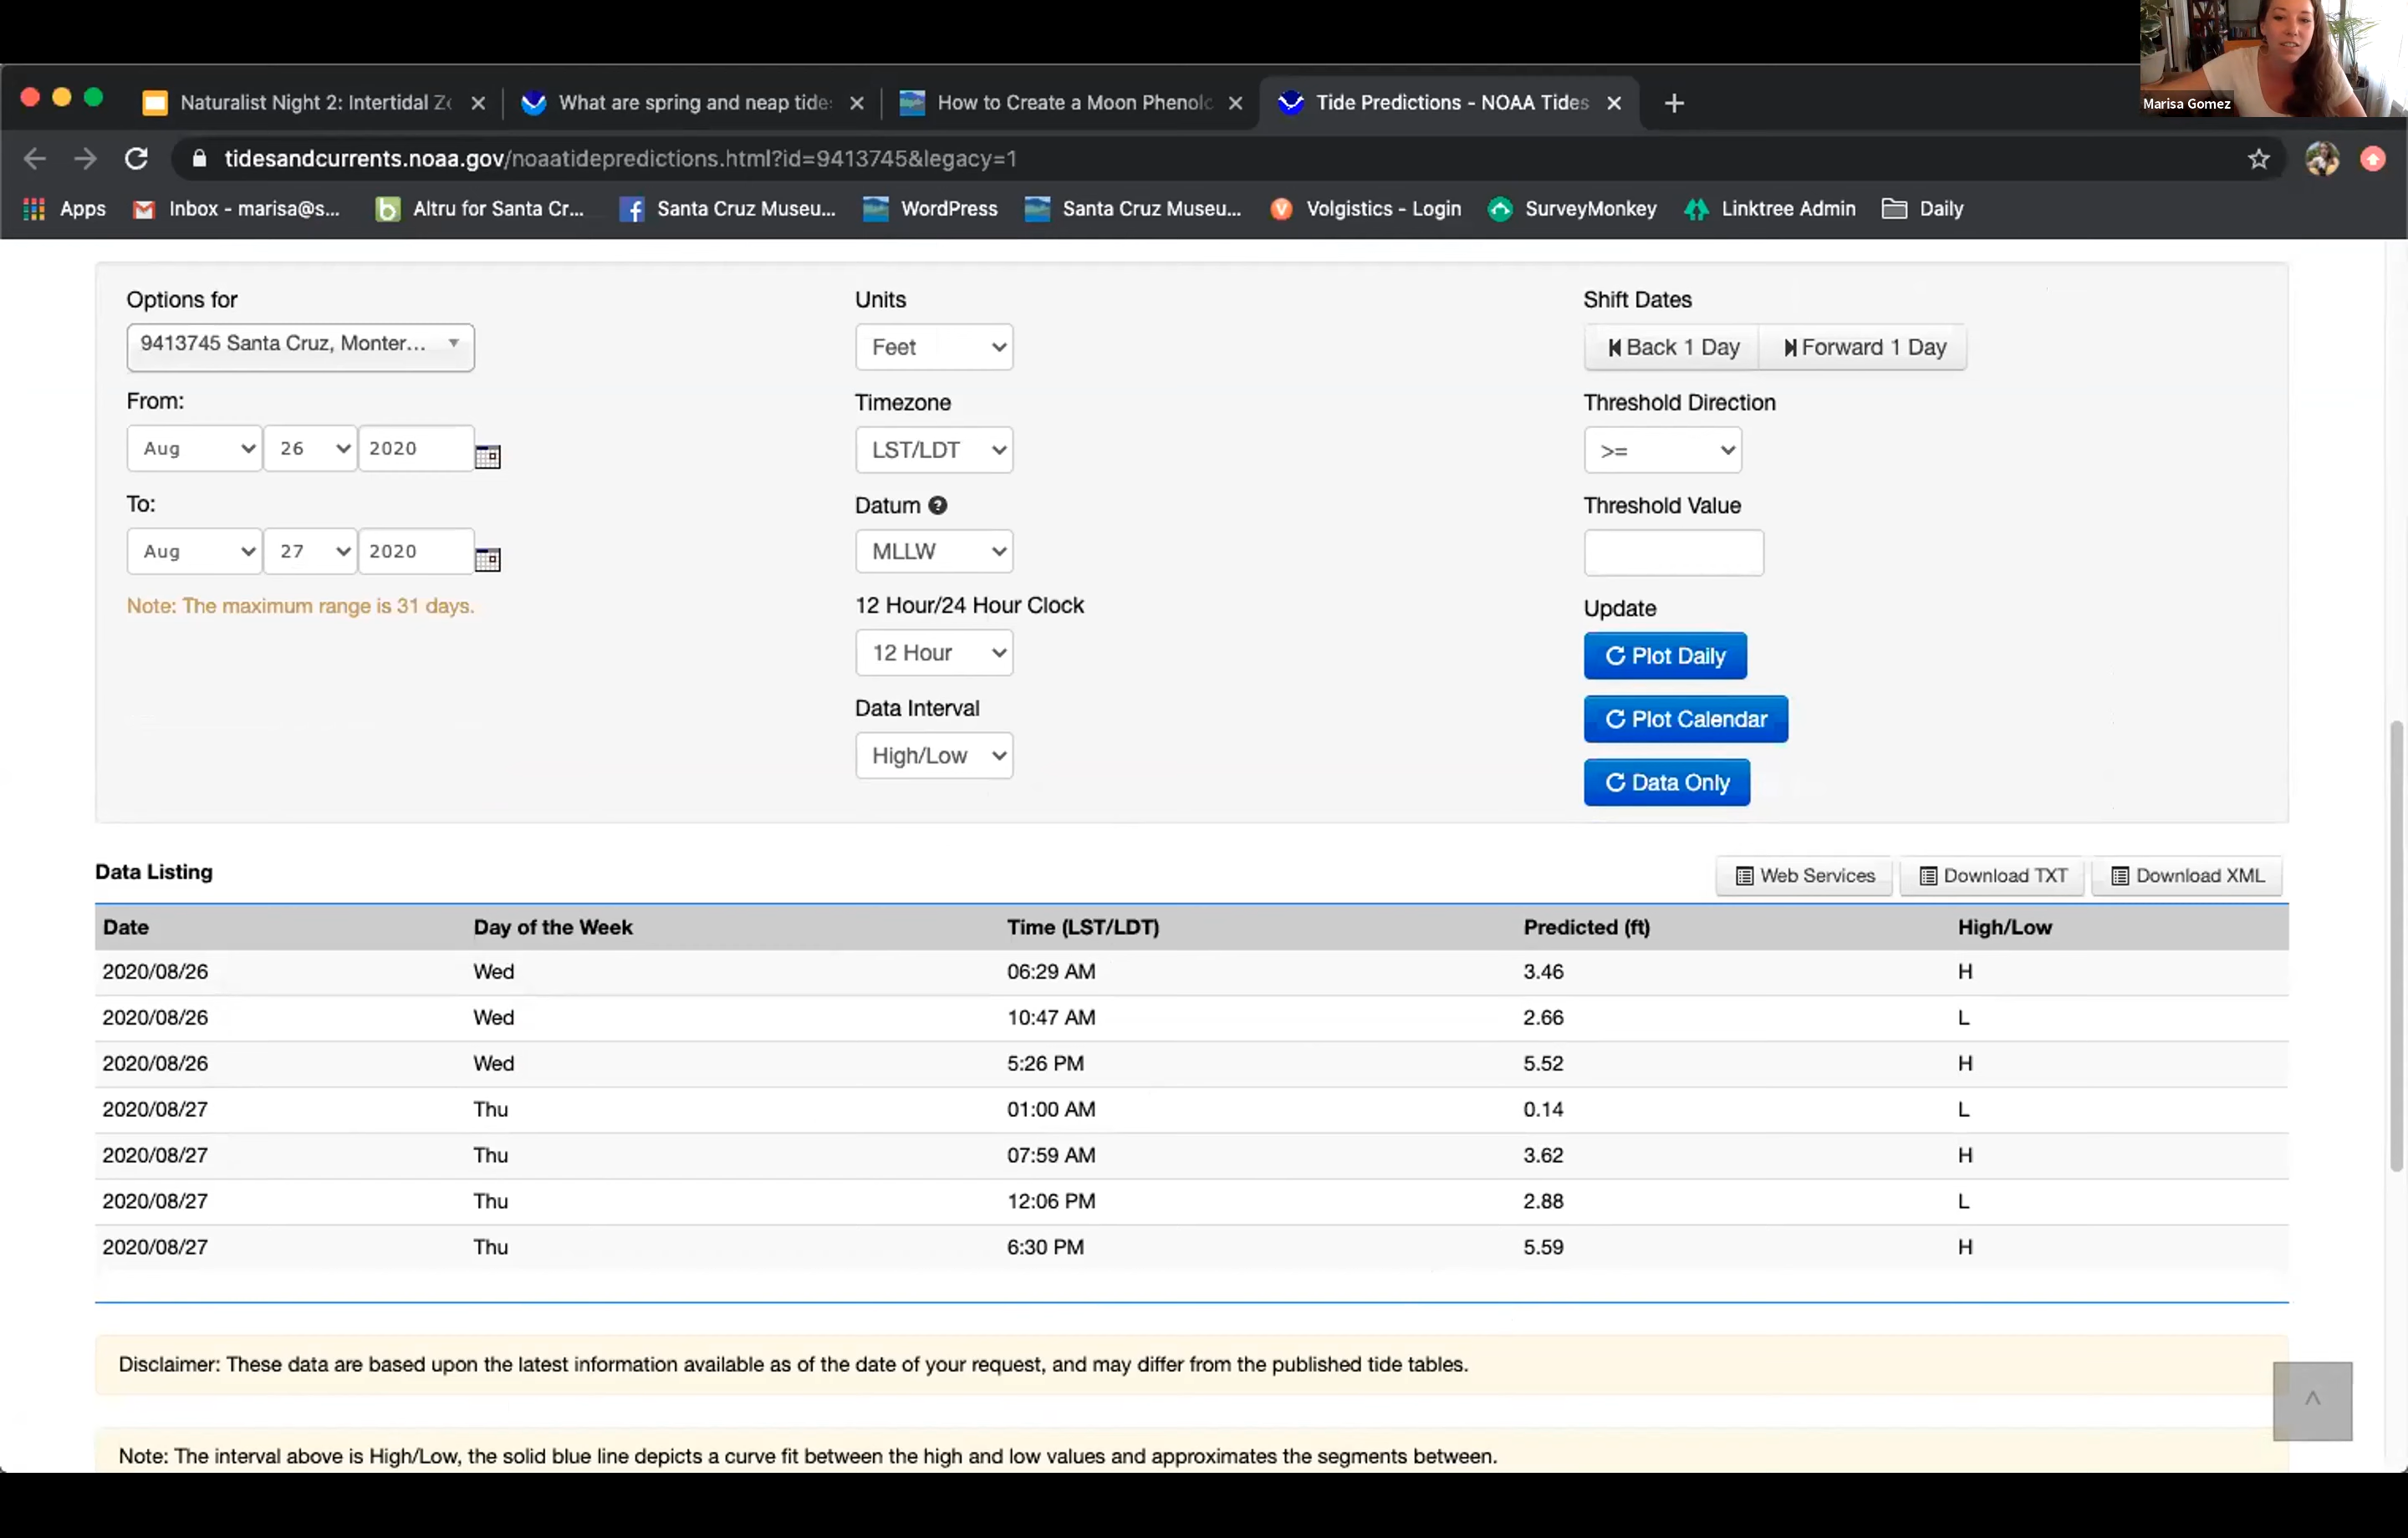 Marisa Gomez
Naturalist Night 2: Intertidal Zo
What are spring and neap tide
How to Create a Moon Phenolo
Tide Predictions - NOAA Tides
tidesandcurrents.noaa.gov/noaatidepredictions.html?id=9413745&legacy=1
Apps Inbox - marisa@s... Altru for Santa Cr... Santa Cruz Museu... WordPress Santa Cruz Museu... Volgistics - Login SurveyMonkey Linktree Admin Daily
Options for
9413745 Santa Cruz, Monter...
From:
Aug 26 2020
To:
Aug 27 2020
Note: The maximum range is 31 days.
Units
Feet
Timezone
LST/LDT
Datum ?
MLLW
12 Hour/24 Hour Clock
12 Hour
Data Interval
High/Low
Shift Dates
Back 1 Day Forward 1 Day
Threshold Direction
>=
Threshold Value
Update
Plot Daily
Plot Calendar
Data Only
Data Listing
Web Services Download TXT Download XML
Date Day of the Week Time (LST/LDT) Predicted (ft) High/Low
2020/08/26 Wed 06:29 AM 3.46 H
2020/08/26 Wed 10:47 AM 2.66 L
2020/08/26 Wed 5:26 PM 5.52 H
2020/08/27 Thu 01:00 AM 0.14 L
2020/08/27 Thu 07:59 AM 3.62 H
2020/08/27 Thu 12:06 PM 2.88 L
2020/08/27 Thu 6:30 PM 5.59 H
Disclaimer: These data are based upon the latest information available as of the date of your request, and may differ from the published tide tables.
Note: The interval above is High/Low, the solid blue line depicts a curve fit between the high and low values and approximates the segments between.